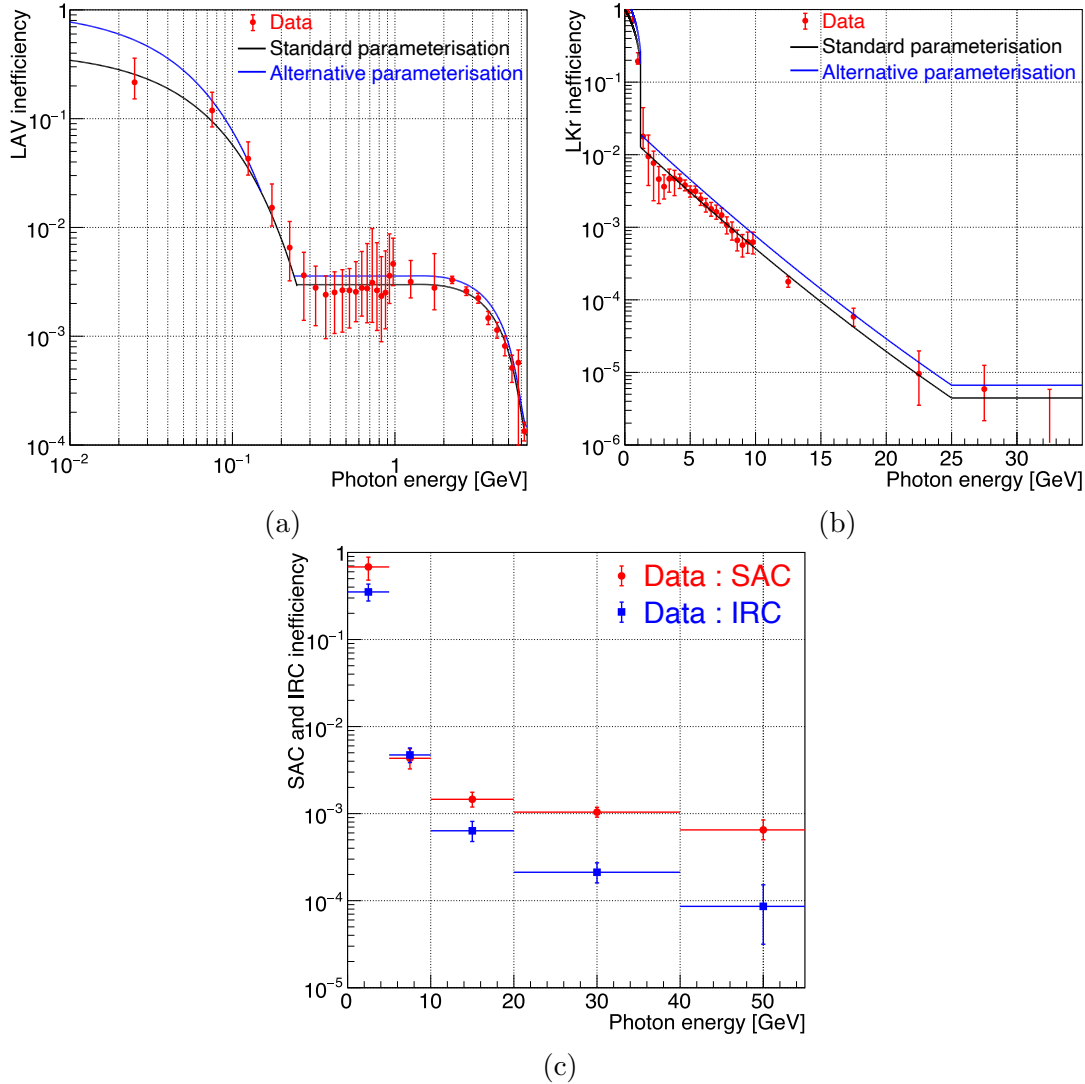 LAV inefficiency
1
10⁻¹
10⁻²
10⁻³
10⁻⁴
Data
Standard parameterisation
Alternative parameterisation
10⁻² 10⁻¹ 1
Photon energy [GeV]
(a)
LKr inefficiency
1
10⁻¹
10⁻²
10⁻³
10⁻⁴
10⁻⁵
10⁻⁶
Data
Standard parameterisation
Alternative parameterisation
0 5 10 15 20 25 30
Photon energy [GeV]
(b)
SAC and IRC inefficiency
1
10⁻¹
10⁻²
10⁻³
10⁻⁴
10⁻⁵
Data : SAC
Data : IRC
0 10 20 30 40 50
Photon energy [GeV]
(c)